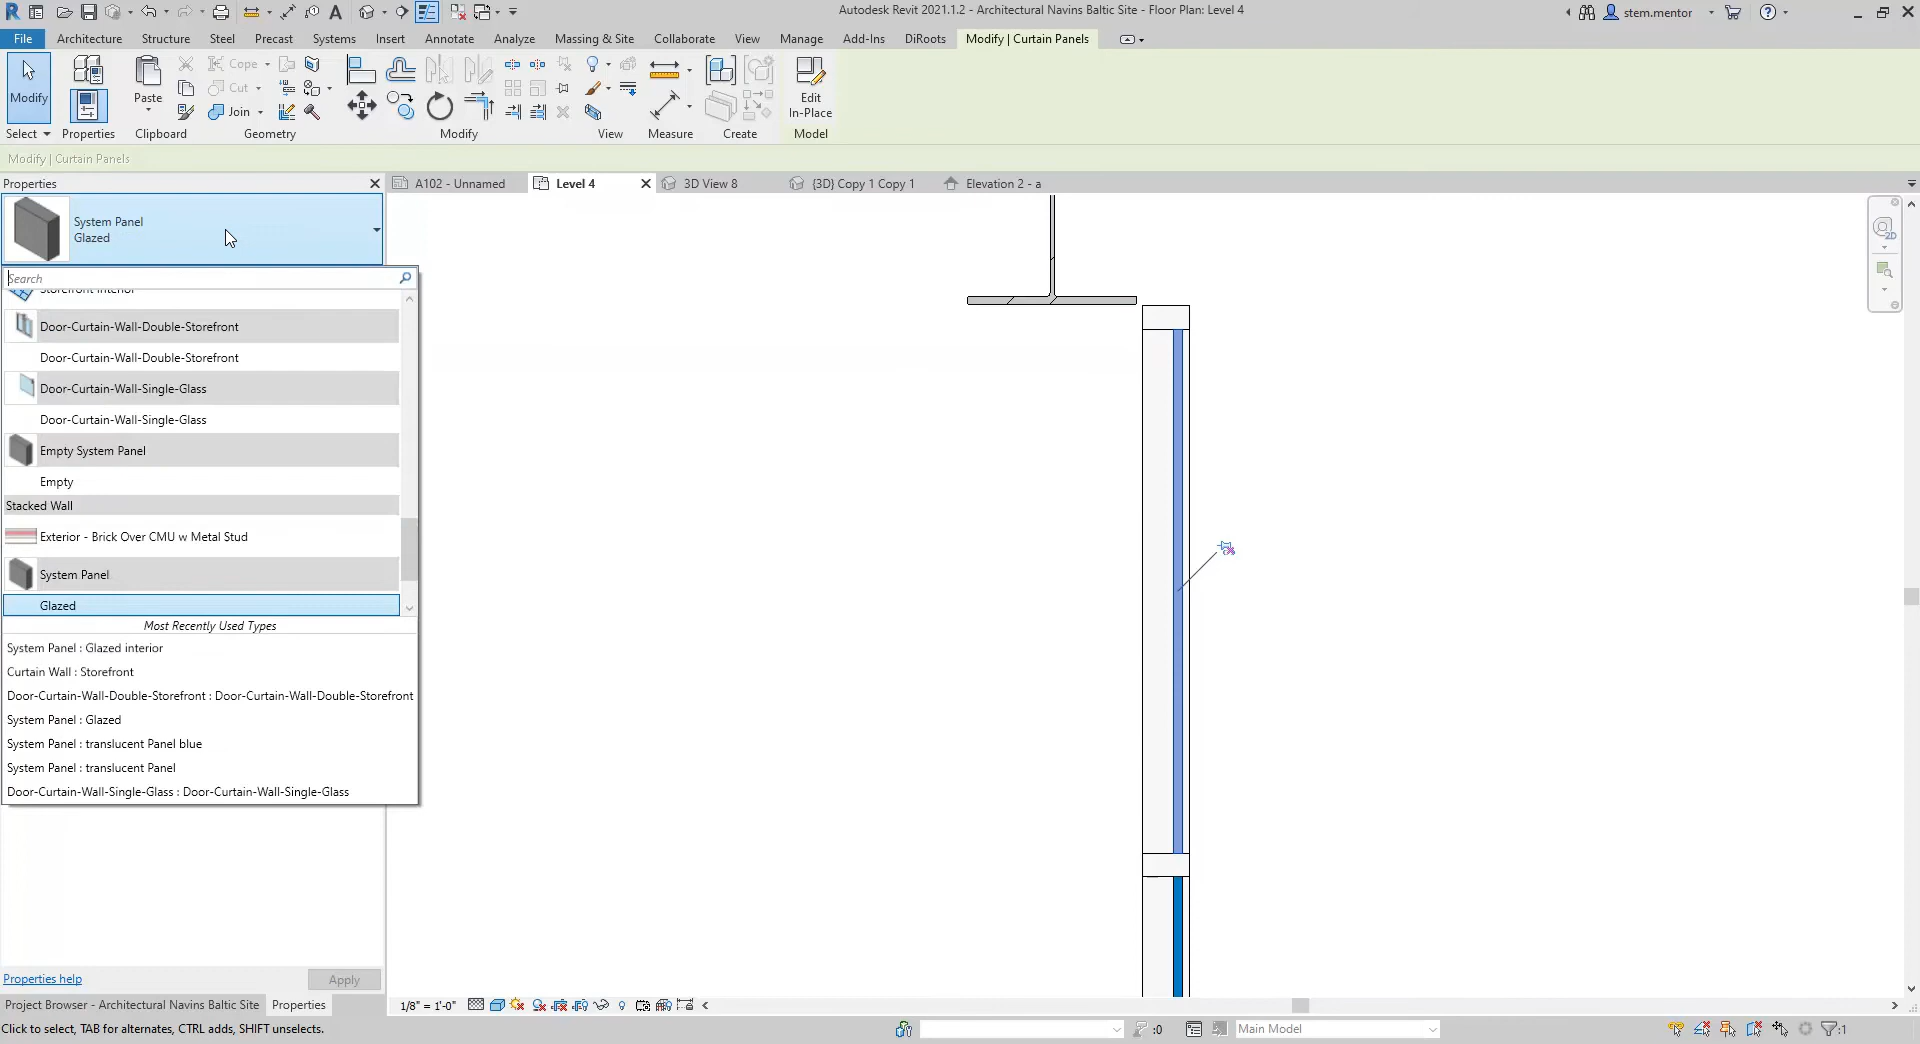 Autodesk Revit 2021.1.2 - Architectural Navins Baltic Site - Floor Plan: Level 4
stem.mentor
File Architecture Structure Steel Precast Systems Insert Annotate Analyze Massing & Site Collaborate View Manage Add-Ins DiRoots Modify | Curtain Panels
Modify
Paste
Cope
Cut
Join
Edit
In-Place
Select Properties Clipboard Geometry Modify View Measure Create Model
Modify | Curtain Panels
Properties
A102 - Unnamed
Level 4
3D View 8
{3D} Copy 1 Copy 1
Elevation 2 - a
System Panel
Glazed
2D
Search
Storefront Interior
Door-Curtain-Wall-Double-Storefront
Door-Curtain-Wall-Double-Storefront
Door-Curtain-Wall-Single-Glass
Door-Curtain-Wall-Single-Glass
Empty System Panel
Empty
Stacked Wall
Exterior - Brick Over CMU w Metal Stud
System Panel
Glazed
Most Recently Used Types
System Panel : Glazed interior
Curtain Wall : Storefront
Door-Curtain-Wall-Double-Storefront : Door-Curtain-Wall-Double-Storefront
System Panel : Glazed
System Panel : translucent Panel blue
System Panel : translucent Panel
Door-Curtain-Wall-Single-Glass : Door-Curtain-Wall-Single-Glass
Properties help
Apply
Project Browser - Architectural Navins Baltic Site
Properties
1/8" = 1'-0"
Click to select, TAB for alternates, CTRL adds, SHIFT unselects.
:0
Main Model
:1